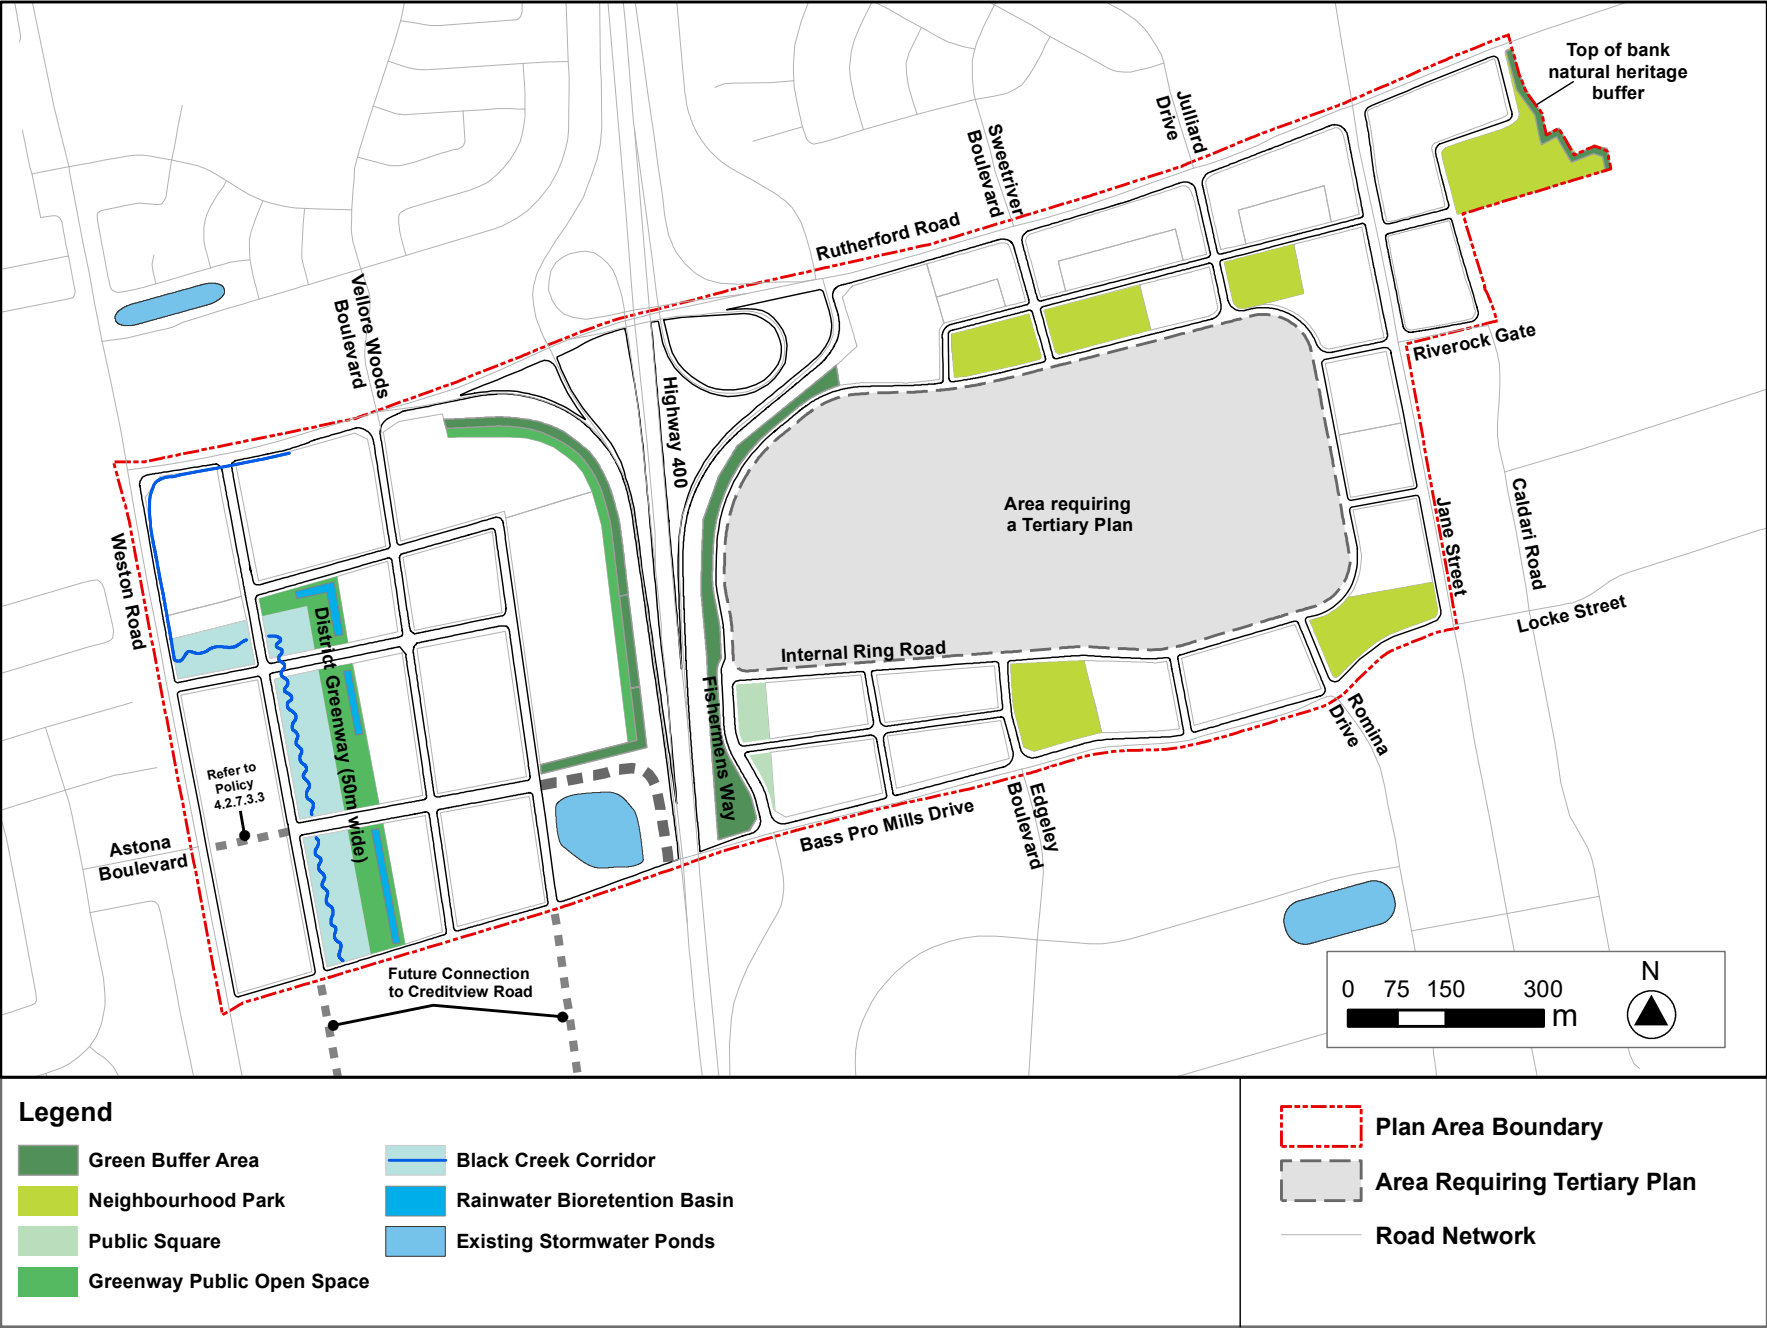 Top of bank
natural heritage
buffer
Julliard
Drive
Sweetriver
Boulevard
Rutherford Road
Vellore Woods
Boulevard
Riverock Gate
Highway 400
Area requiring
a Tertiary Plan
Weston Road
Jane Street
Caldari Road
Locke Street
District Greenway (50m wide)
Internal Ring Road
Fishermens Way
Romina
Drive
Refer to
Policy
4.2.7.3.3
Astona
Boulevard
Bass Pro Mills Drive
Edgeley
Boulevard
Future Connection
to Creditview Road
N
0 75 150 300
m
Legend
Green Buffer Area
Neighbourhood Park
Public Square
Greenway Public Open Space
Black Creek Corridor
Rainwater Bioretention Basin
Existing Stormwater Ponds
Plan Area Boundary
Area Requiring Tertiary Plan
Road Network